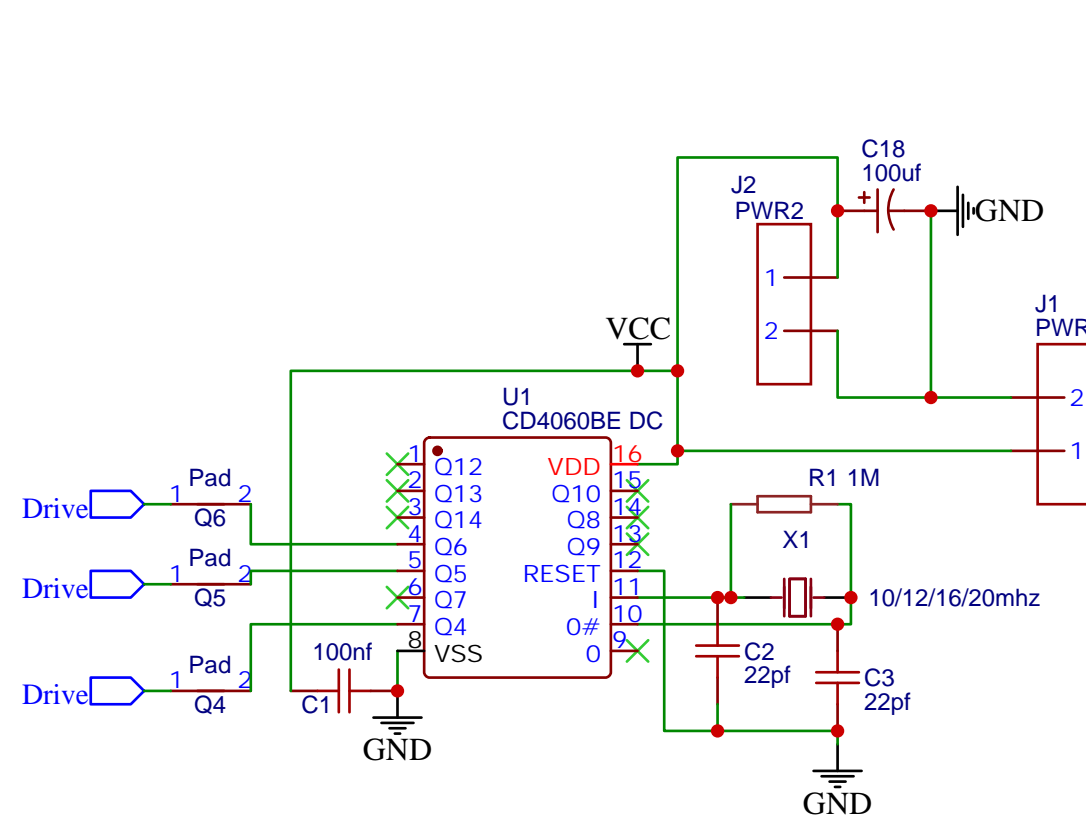 C18
100uf
GND
J2
PWR2
1
2
J1
PWR
2
1
VCC
U1
CD4060BE DC
1 Q12
2 Q13
3 Q14
4 Q6
5 Q5
6 Q7
7 Q4
8 VSS
VDD 16
Q10 15
Q8 14
Q9 13
RESET 12
I 11
0# 10
0 9
Drive
1 Pad 2
Q6
Drive
1 Pad 2
Q5
Drive
1 Pad 2
Q4
100nf
C1
GND
R1 1M
X1
10/12/16/20mhz
C2
22pf
C3
22pf
GND